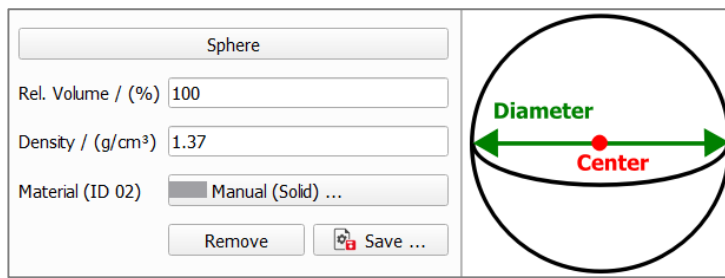 Sphere
Rel. Volume / (%) 100
Density / (g/cm³) 1.37
Material (ID 02) Manual (Solid) ...
Remove Save ...
Diameter
Center